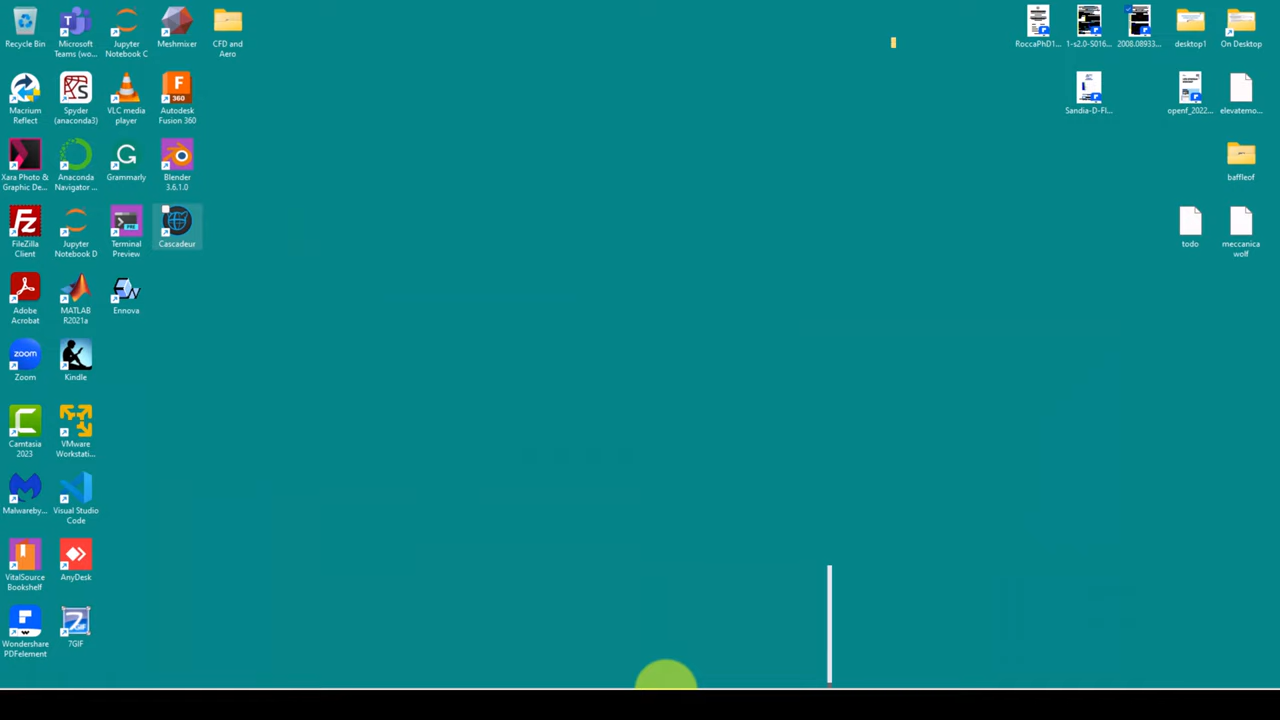 Recycle Bin
Microsoft
Teams (wo...
Jupyter
Notebook C
Meshmixer
CFD and
Aero
RoccaPhD1...
1-s2.0-S016...
2008.08933...
desktop1
On Desktop
Macrium
Reflect
Spyder
(anaconda3)
VLC media
player
Autodesk
Fusion 360
Sandia-D-Fl...
openf_2022...
elevatemo...
Xara Photo &
Graphic De...
Anaconda
Navigator ...
Grammarly
Blender
3.6.1.0
baffleof
FileZilla
Client
Jupyter
Notebook D
Terminal
Preview
Cascadeur
todo
meccanica
wolf
Adobe
Acrobat
MATLAB
R2021a
Ennova
Zoom
Kindle
Camtasia
2023
VMware
Workstati...
Malwareby...
Visual Studio
Code
VitalSource
Bookshelf
AnyDesk
Wondershare
PDFelement
7GIF